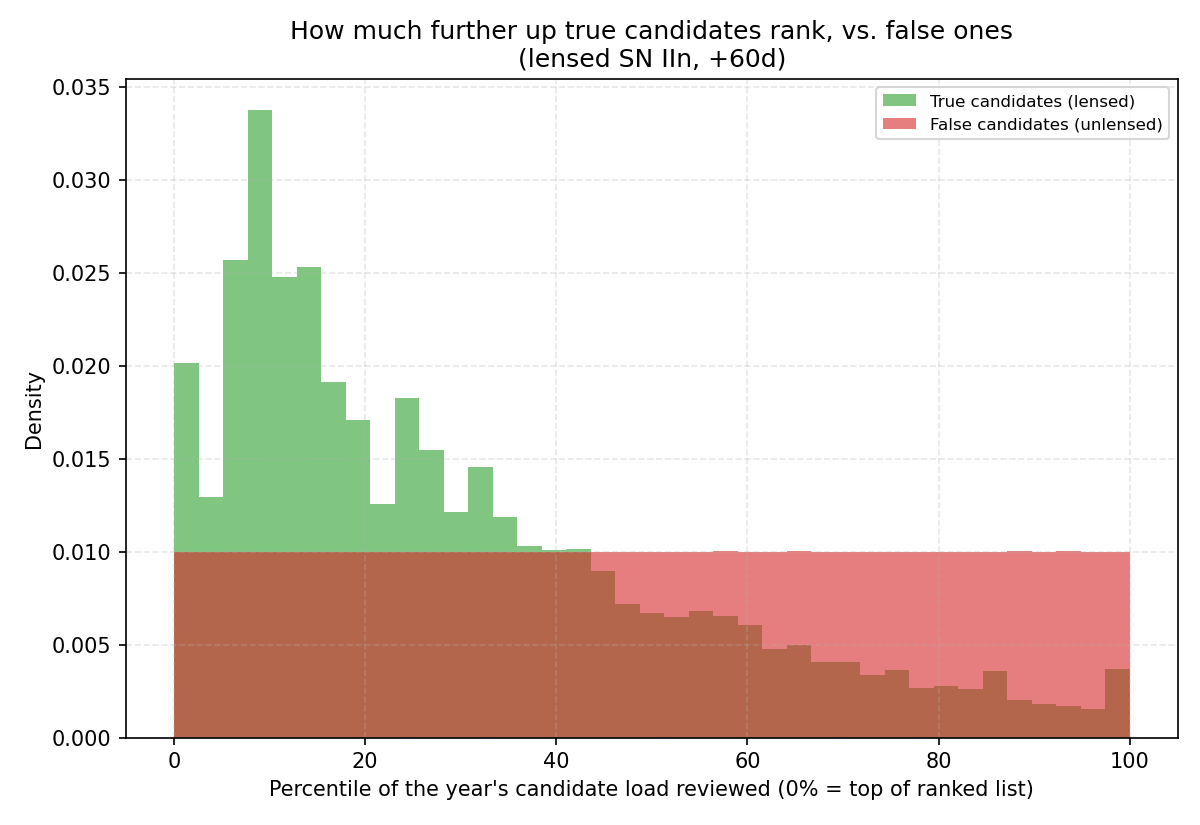 How much further up true candidates rank, vs. false ones
(lensed SN IIn, +60d)
True candidates (lensed)
False candidates (unlensed)
Density
0.035
0.030
0.025
0.020
0.015
0.010
0.005
0.000
0
20
40
60
80
100
Percentile of the year's candidate load reviewed (0% = top of ranked list)